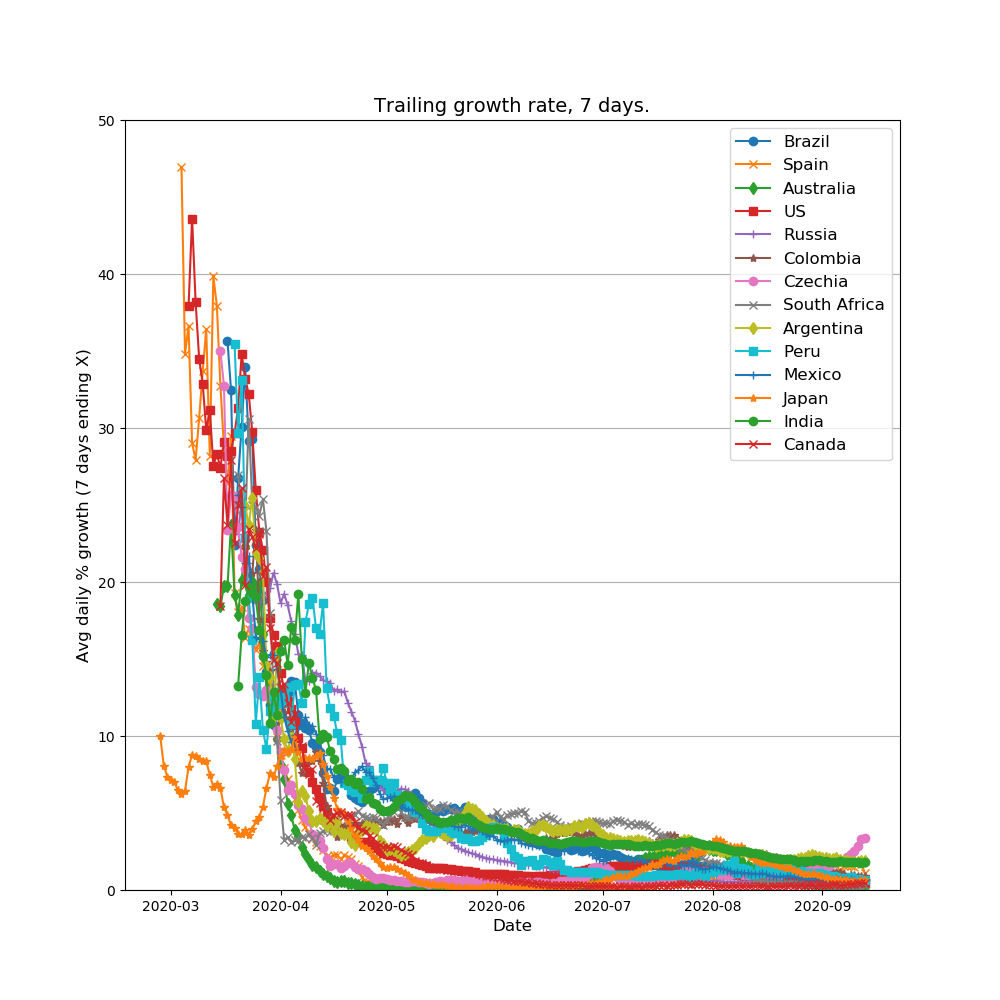 Trailing growth rate, 7 days.
50
40
30
20
10
0
Avg daily % growth (7 days ending X)
Brazil
Spain
Australia
US
Russia
Colombia
Czechia
South Africa
Argentina
Peru
Mexico
Japan
India
Canada
2020-03 2020-04 2020-05 2020-06 2020-07 2020-08 2020-09
Date